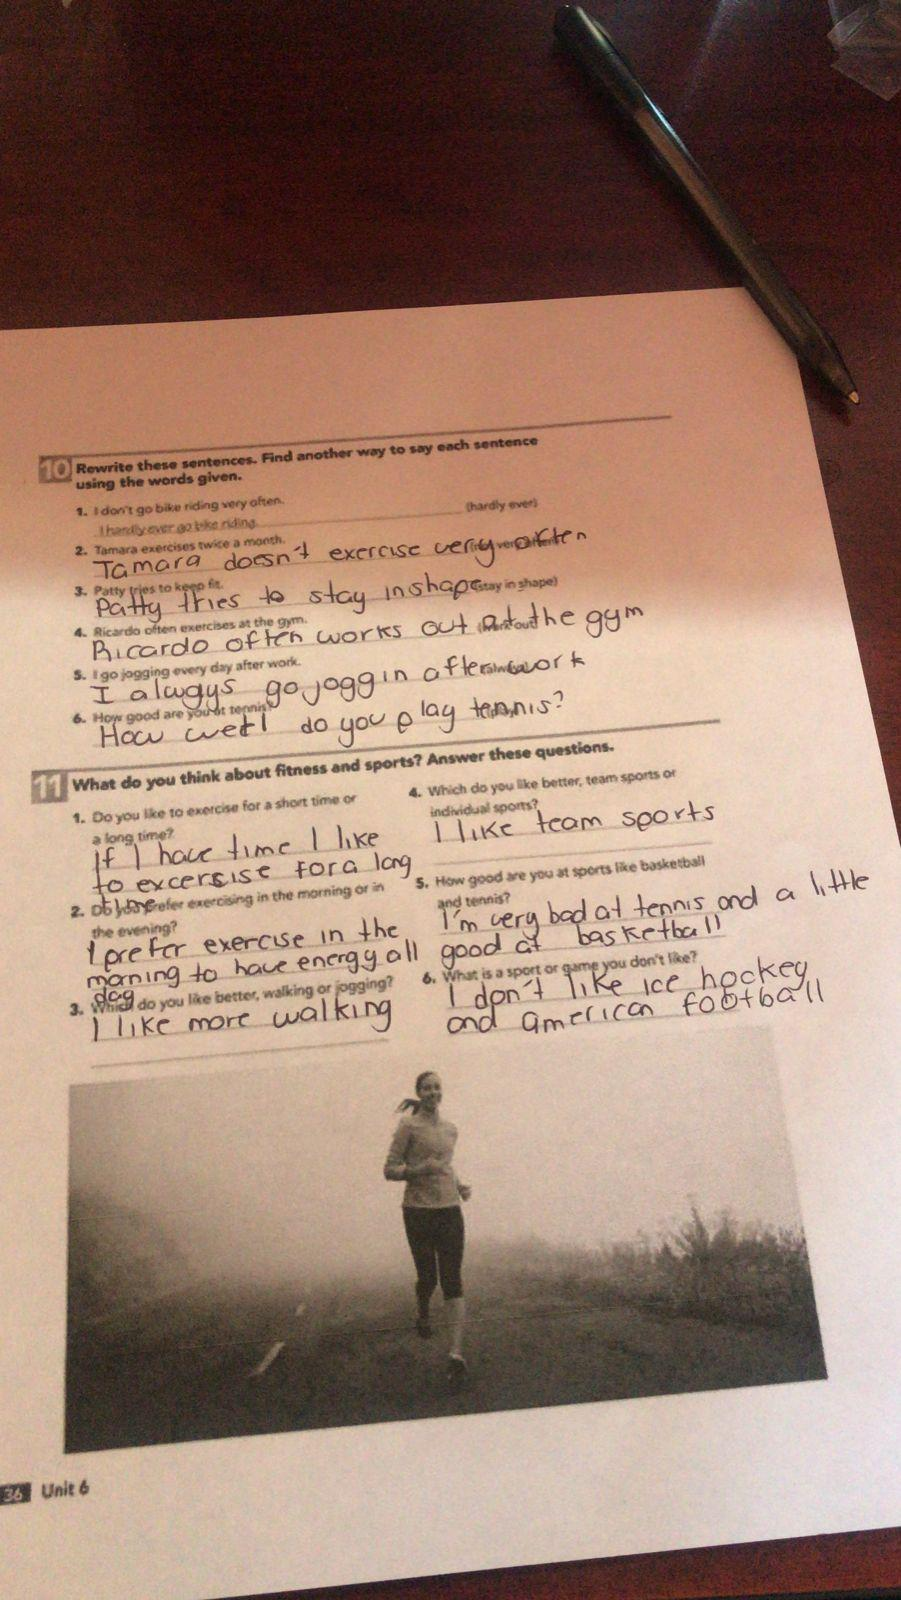 10 Rewrite these sentences. Find another way to say each sentence
using the words given.
1. I don't go bike riding very often.
I hardly ever go bike riding. (hardly ever)
2. Tamara exercises twice a month.
Tamara doesn't exercise very often
3. Patty tries to keep fit.
Patty tries to stay in shape (stay in shape)
4. Ricardo often exercises at the gym.
Ricardo often works out at the gym
5. I go jogging every day after work.
I always go joggin after work
6. How good are you at tennis?
How well do you play tennis?
11 What do you think about fitness and sports? Answer these questions.
1. Do you like to exercise for a short time or
a long time?
If I have time I like
to excersise for a long
time
2. Do you prefer exercising in the morning or in
the evening?
I prefer exercise in the
morning to have energy all
day
3. Which do you like better, walking or jogging?
I like more walking
4. Which do you like better, team sports or
individual sports?
I like team sports
5. How good are you at sports like basketball
and tennis?
I'm very bad at tennis and a little
good at basketball
6. What is a sport or game you don't like?
I don't like ice hockey
and american football
36 Unit 6